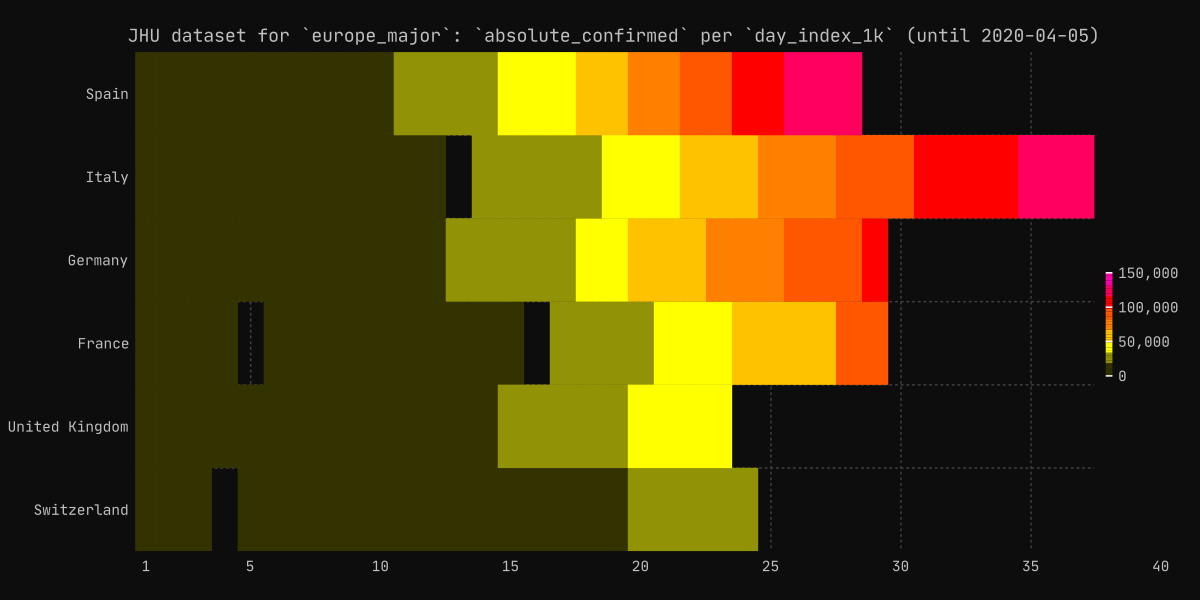 JHU dataset for `europe_major`: `absolute_confirmed` per `day_index_1k` (until 2020-04-05)
Spain
Italy
Germany
France
United Kingdom
Switzerland
150,000
100,000
50,000
0
1 5 10 15 20 25 30 35 40